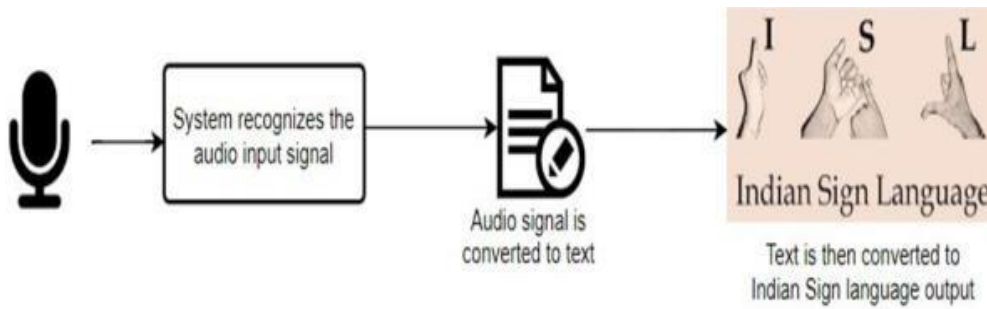 System recognizes the
audio input signal
Audio signal is
converted to text
I S L
Indian Sign Language
Text is then converted to
Indian Sign language output